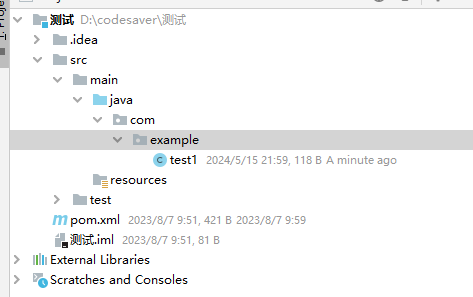 测试 D:\codesaver\测试
.idea
src
main
java
com
example
test1 2024/5/15 21:59, 118 B A minute ago
resources
test
pom.xml 2023/8/7 9:51, 421 B 2023/8/7 9:59
测试.iml 2023/8/7 9:51, 81 B
External Libraries
Scratches and Consoles